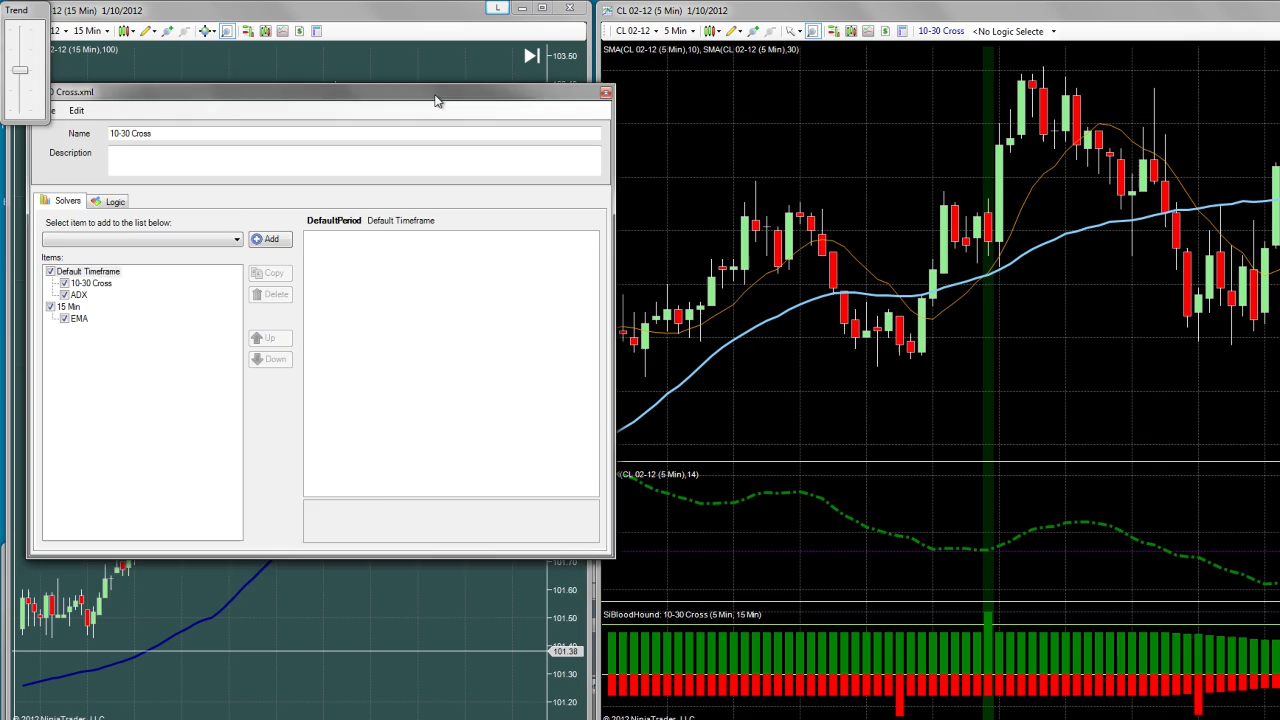 Trend
-12 (15 Min) 1/10/2012
L
-12 15 Min
-12 (15 Min),100)
103.60
Cross.xml
Edit
Name 10-30 Cross
Description
Solvers Logic
Select item to add to the list below:
Add
Items:
Default Timeframe
10-30 Cross
ADX
15 Min
EMA
Copy
Delete
Up
Down
DefaultPeriod Default Timeframe
101.70
101.60
101.50
101.38
101.30
101.20
© 2012 NinjaTrader, LLC
CL 02-12 (5 Min) 1/10/2012
CL 02-12 5 Min 10-30 Cross <No Logic Selecte
SMA(CL 02-12 (5 Min),10), SMA(CL 02-12 (5 Min),30)
(CL 02-12 (5 Min),14)
SiBloodHound: 10-30 Cross (5 Min, 15 Min)
© 2012 NinjaTrader, LLC